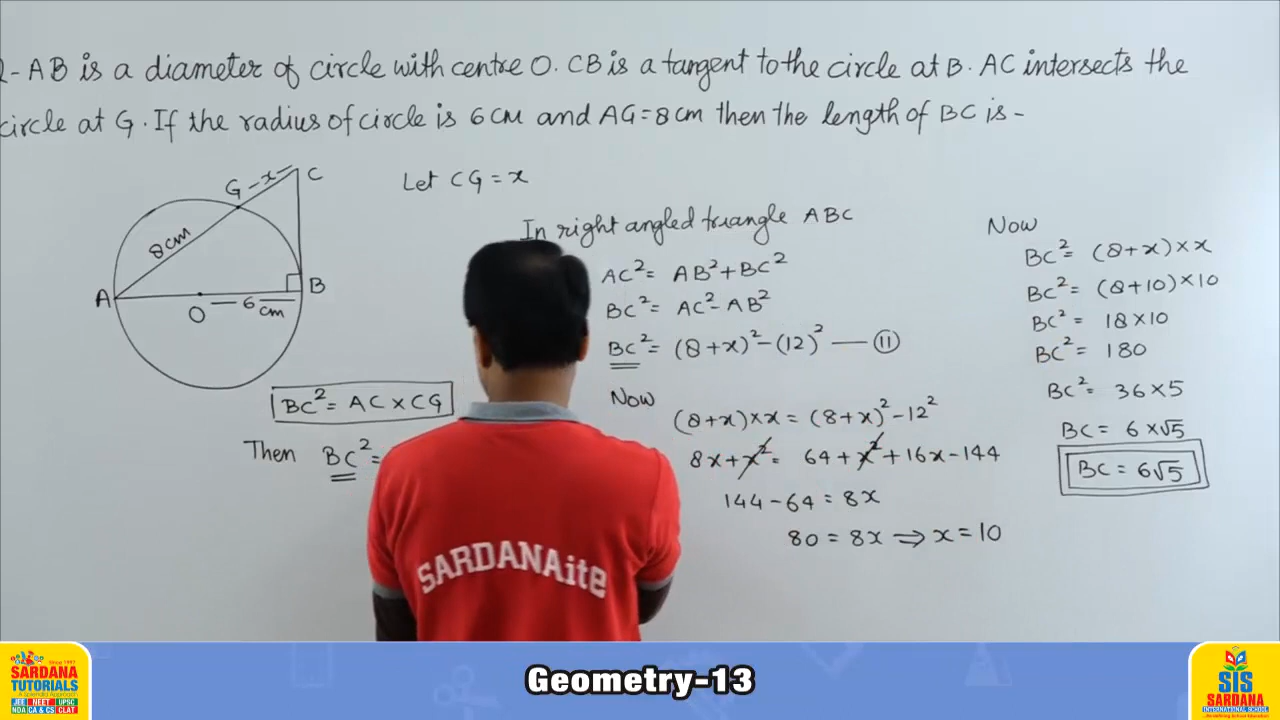 - AB is a diameter of circle with centre O. CB is a tangent to the circle at B. AC intersects the
circle at G. If the radius of circle is 6 cm and AG = 8 cm then the length of BC is -
G - x - C
8cm
A
O
- 6 cm
B
BC² = AC × CG
Then BC² =
Let CG = x
In right angled triangle ABC
AC² = AB² + BC²
BC² = AC² - AB²
BC² = (8+x)² - (12)² — II
Now
(8+x)×x = (8+x)² - 12²
8x + x² = 64 + x² + 16x - 144
144 - 64 = 8x
80 = 8x ⇒ x = 10
Now
BC² = (8+x)×x
BC² = (8+10)×10
BC² = 18×10
BC² = 180
BC² = 36×5
BC = 6×√5
BC = 6√5
SARDANAite
Since 1997
SARDANA
TUTORIALS
A Splendid Approach
JEE NEET UPSC
NDA CA & CS CLAT
Geometry-13
SIS
SARDANA
INTERNATIONAL SCHOOL